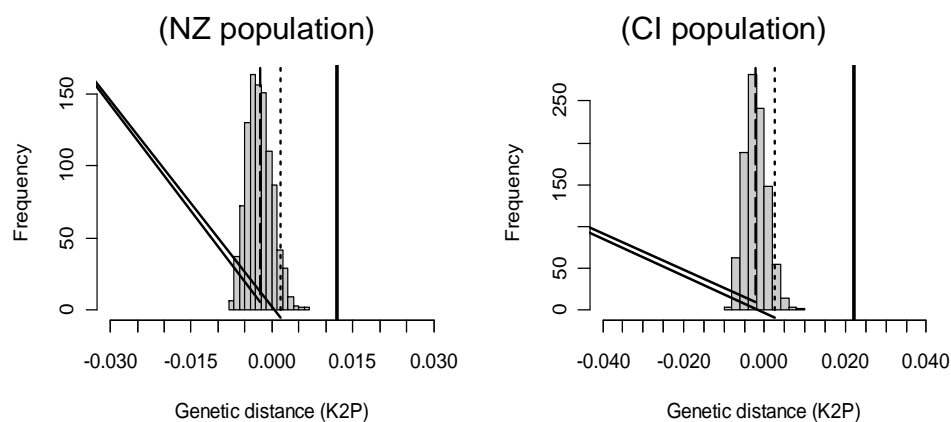 (NZ population)
(CI population)
Frequency
0 50 100 150
-0.030 -0.015 0.000 0.015 0.030
Genetic distance (K2P)
Frequency
0 50 150 250
-0.040 -0.020 0.000 0.020 0.040
Genetic distance (K2P)